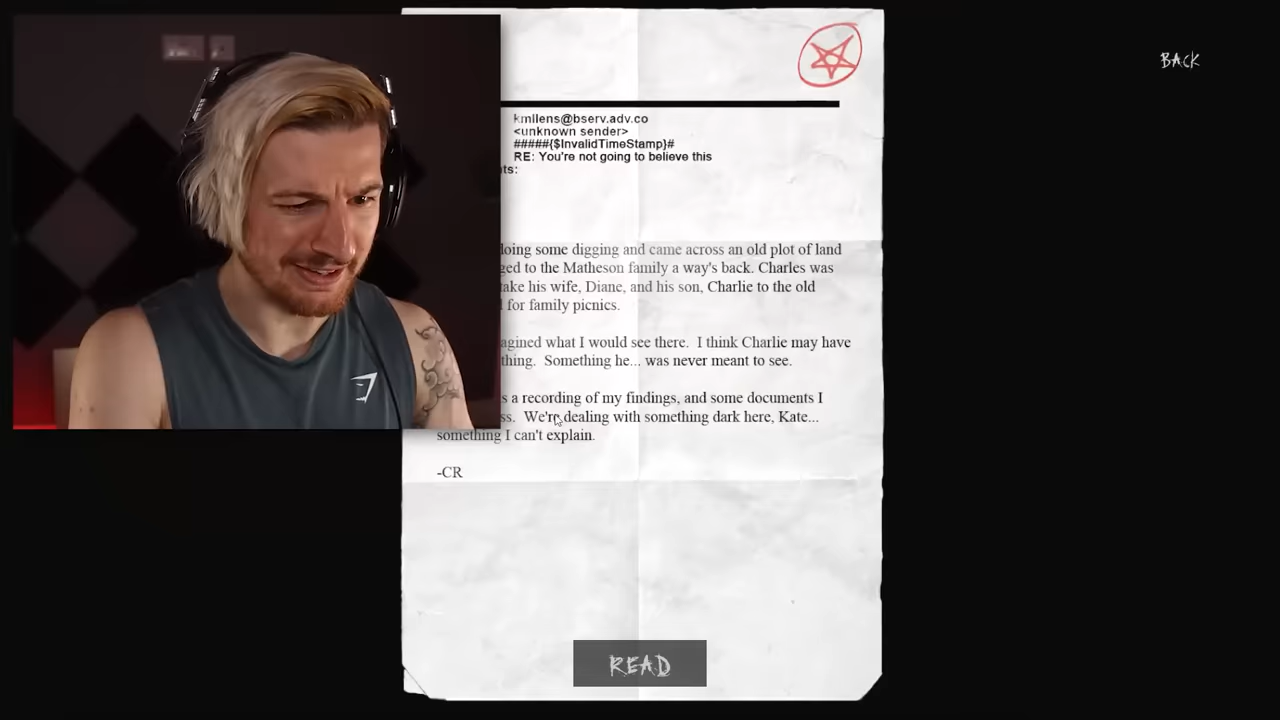 BACK
kmllens@bserv.adv.co
<unknown sender>
#####{$InvalidTimeStamp}#
RE: You're not going to believe this
ts:
doing some digging and came across an old plot of land
ged to the Matheson family a way's back. Charles was
take his wife, Diane, and his son, Charlie to the old
for family picnics.
agined what I would see there. I think Charlie may have
thing. Something he... was never meant to see.
s a recording of my findings, and some documents I
ss. We're dealing with something dark here, Kate...
something I can't explain.
-CR
READ